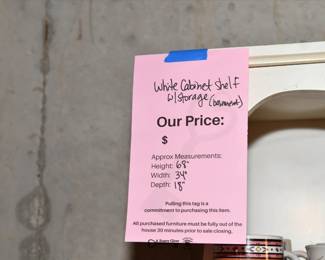 White Cabinet Shelf
w/storage (basement)
Our Price:
$
Approx Measurements:
Height: 68"
Width: 34"
Depth: 18"
Pulling this tag is a
commitment to purchasing this item.
All purchased furniture must be fully out of the
house 30 minutes prior to sale closing.